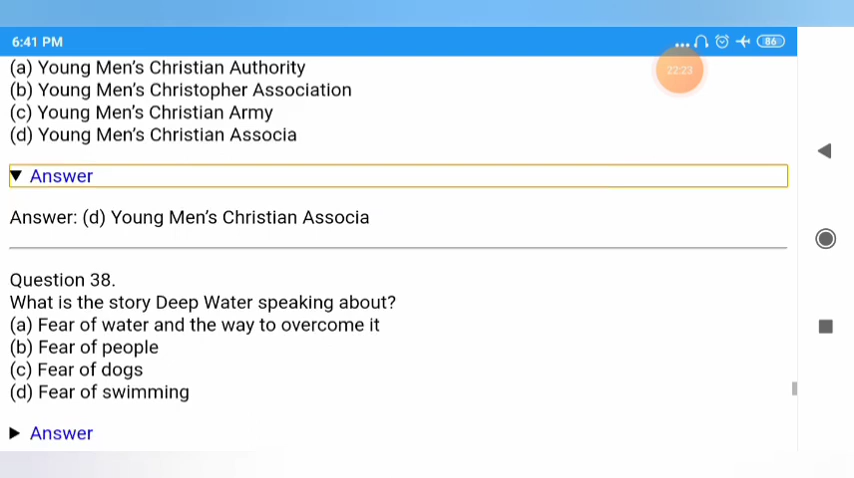 6:41 PM
86
22:23
(a) Young Men's Christian Authority
(b) Young Men's Christopher Association
(c) Young Men's Christian Army
(d) Young Men's Christian Associa
Answer
Answer: (d) Young Men's Christian Associa
Question 38.
What is the story Deep Water speaking about?
(a) Fear of water and the way to overcome it
(b) Fear of people
(c) Fear of dogs
(d) Fear of swimming
Answer